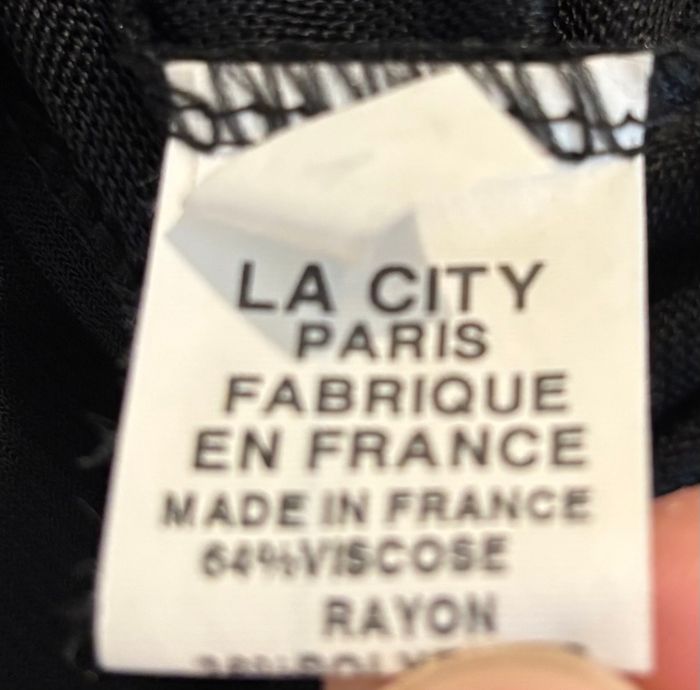 LA CITY
PARIS
FABRIQUE
EN FRANCE
MADE IN FRANCE
64% VISCOSE
RAYON